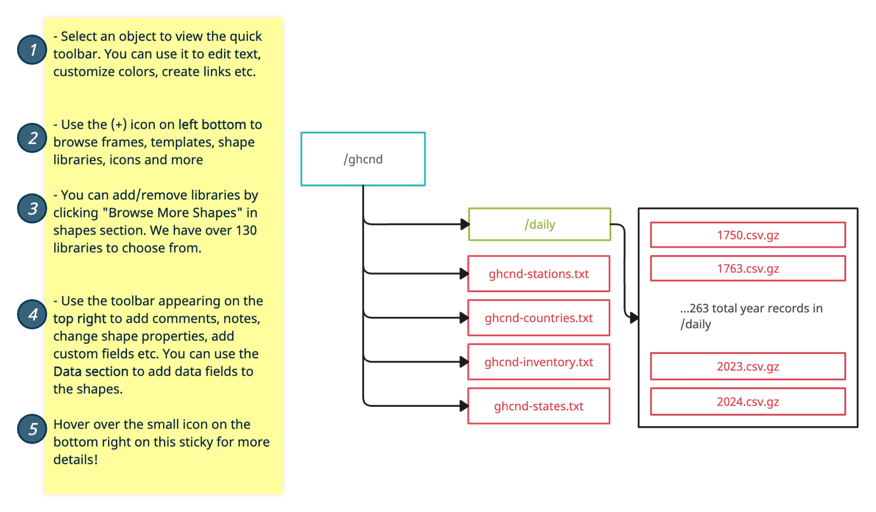 1
- Select an object to view the quick
toolbar. You can use it to edit text,
customize colors, create links etc.
2
- Use the (+) icon on left bottom to
browse frames, templates, shape
libraries, icons and more
3
- You can add/remove libraries by
clicking "Browse More Shapes" in
shapes section. We have over 130
libraries to choose from.
4
- Use the toolbar appearing on the
top right to add comments, notes,
change shape properties, add
custom fields etc. You can use the
Data section to add data fields to
the shapes.
5
Hover over the small icon on the
bottom right on this sticky for more
details!
/ghcnd
/daily
ghcnd-stations.txt
ghcnd-countries.txt
ghcnd-inventory.txt
ghcnd-states.txt
1750.csv.gz
1763.csv.gz
...263 total year records in
/daily
2023.csv.gz
2024.csv.gz